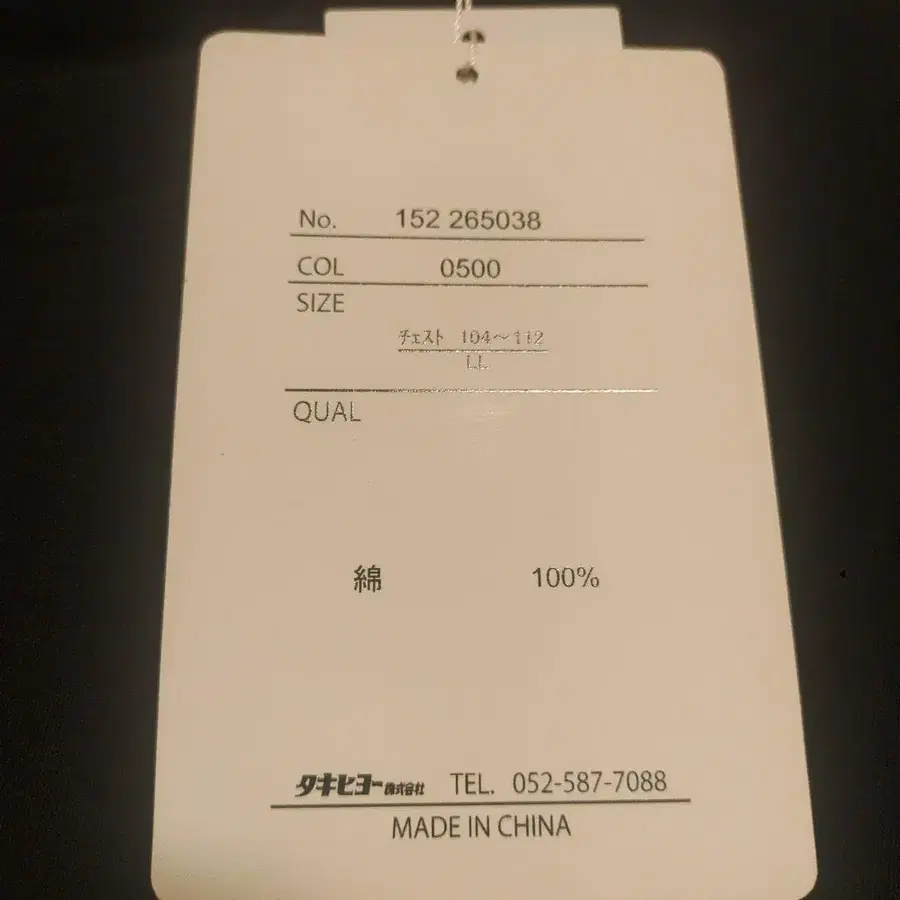 No. 152 265038
COL 0500
SIZE
チェスト 104～112
LL
QUAL
綿 100%
タキヒヨー株式会社 TEL. 052-587-7088
MADE IN CHINA